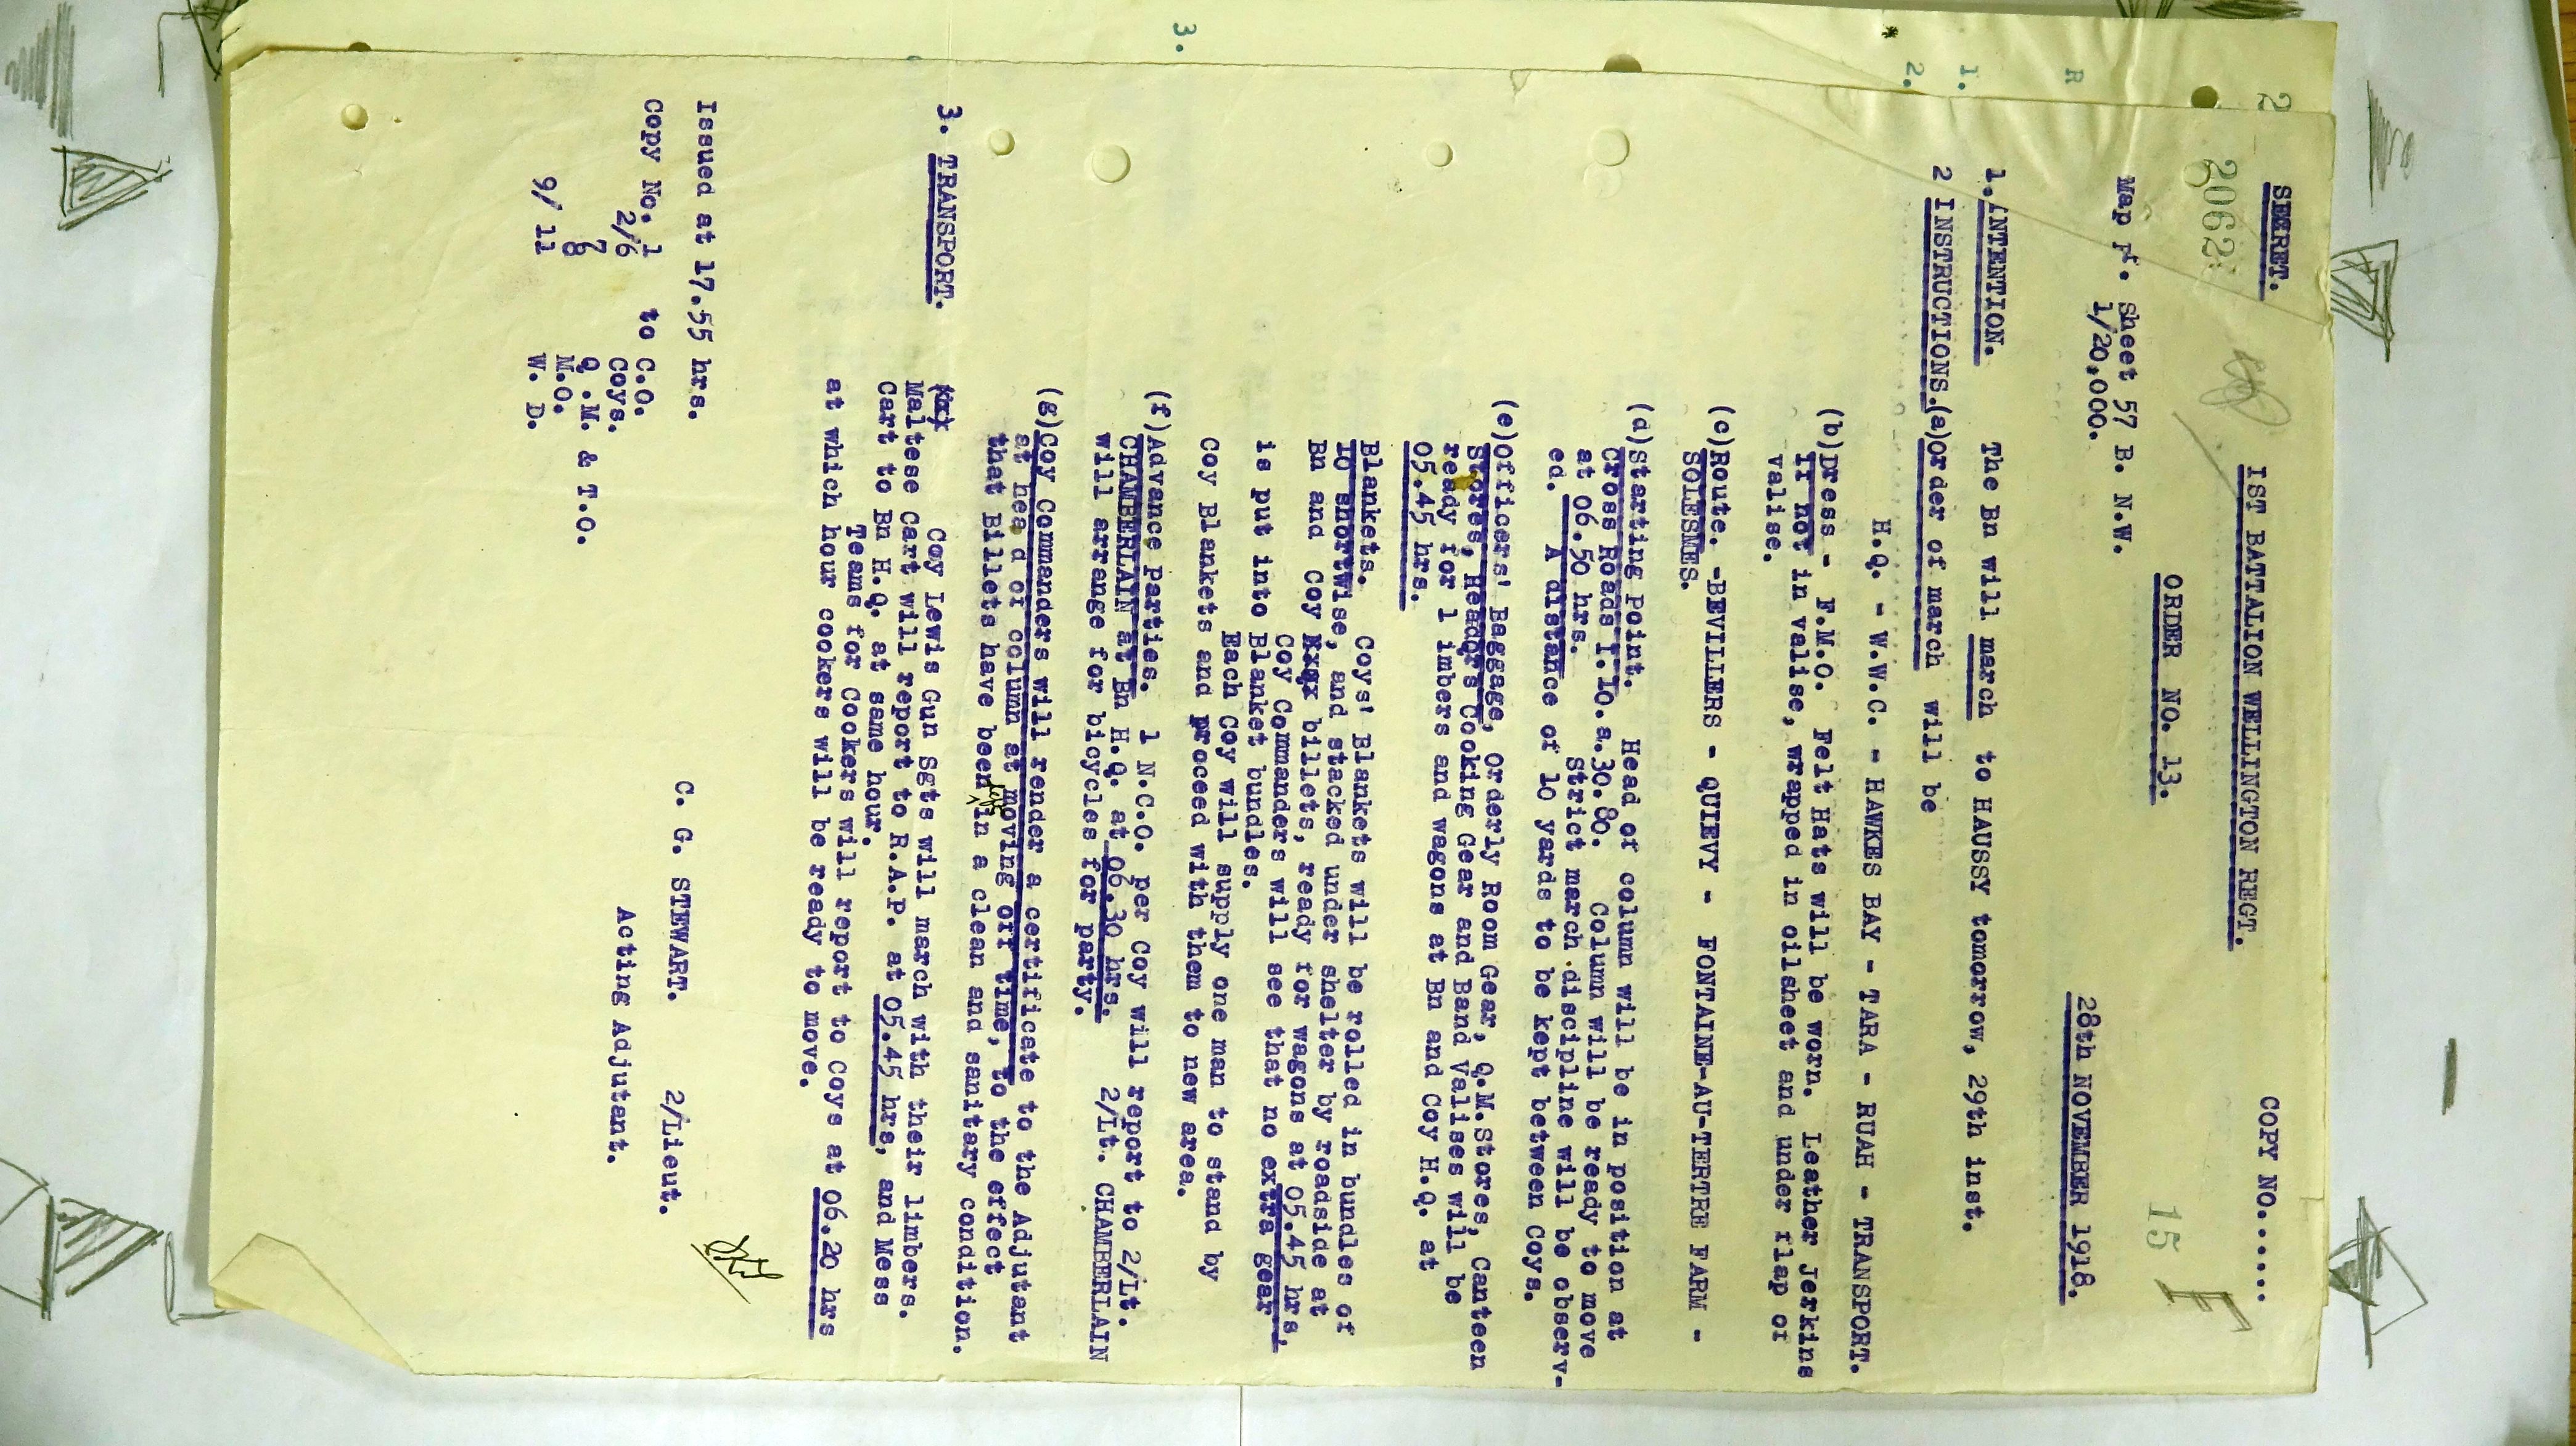 SERRET.
COPY NO......
2062
1ST BATTALION WELLINGTON REGT.
15
ORDER NO. 13.
Map rf. Sheet 57 B. N.W.
1/20,000.
28th NOVEMBER 1918.
1. INTENTION. The Bn will march to HAUSSY tomorrow, 29th inst.
2 INSTRUCTIONS.(a)Order of march will be
H.Q. - W.W.C. - HAWKES BAY - TARA - RUAH - TRANSPORT.
(b)Dress - F.M.O. Felt Hats will be worn. Leather Jerkins
if not in valise, wrapped in oilsheet and under flap of
valise.
(c)Route. -BEVILLERS - QUIEVY - FONTAINE-AU-TERTRE FARM -
SOLESMES.
(d)Starting Point. Head of column will be in position at
Cross Roads I.10.a.30.80. Column will be ready to move
at 06.50 hrs. Strict march discipline will be observ-
ed. A distance of 10 yards to be kept between Coys.
(e)Officers' Baggage, Orderly Room Gear, Q.M.Stores, Canteen
Stores, Headqrs Cooking Gear and Band Valises will be
ready for l imbers and wagons at Bn and Coy H.Q. at
05.45 hrs.
Blankets. Coys' Blankets will be rolled in bundles of
10 shortwise, and stacked under shelter by roadside at
Bn and Coy billets, ready for wagons at 05.45 hrs,
Coy Commanders will see that no extra gear,
is put into Blanket bundles.
Each Coy will supply one man to stand by
Coy Blankets and proceed with them to new area.
(f)Advance Parties. 1 N.C.O. per Coy will report to 2/Lt.
CHAMBERLAIN at Bn H.Q. at 06.30 hrs. 2/Lt. CHAMBERLAIN
will arrange for bicycles for party.
(g)Coy Commanders will render a certificate to the Adjutant
at hea d of column at moving off time, to the effect
that Billets have been left in a clean and sanitary condition.
3. TRANSPORT. Coy Lewis Gun Sgts will march with their limbers.
Maltese Cart will report to R.A.P. at 05.45 hrs, and Mess
Cart to Bn H.Q. at same hour.
Teams for Cookers will report to Coys at 06.20 hrs
at which hour cookers will be ready to move.
Issued at 17.55 hrs.
C. G. STEWART. 2/Lieut.
Acting Adjutant.
Copy No. 1 to C.O.
2/6 Coys.
7 Q .M. & T.O.
8 M.O.
9/ 11 W. D.
2
R
1.
2.
3.